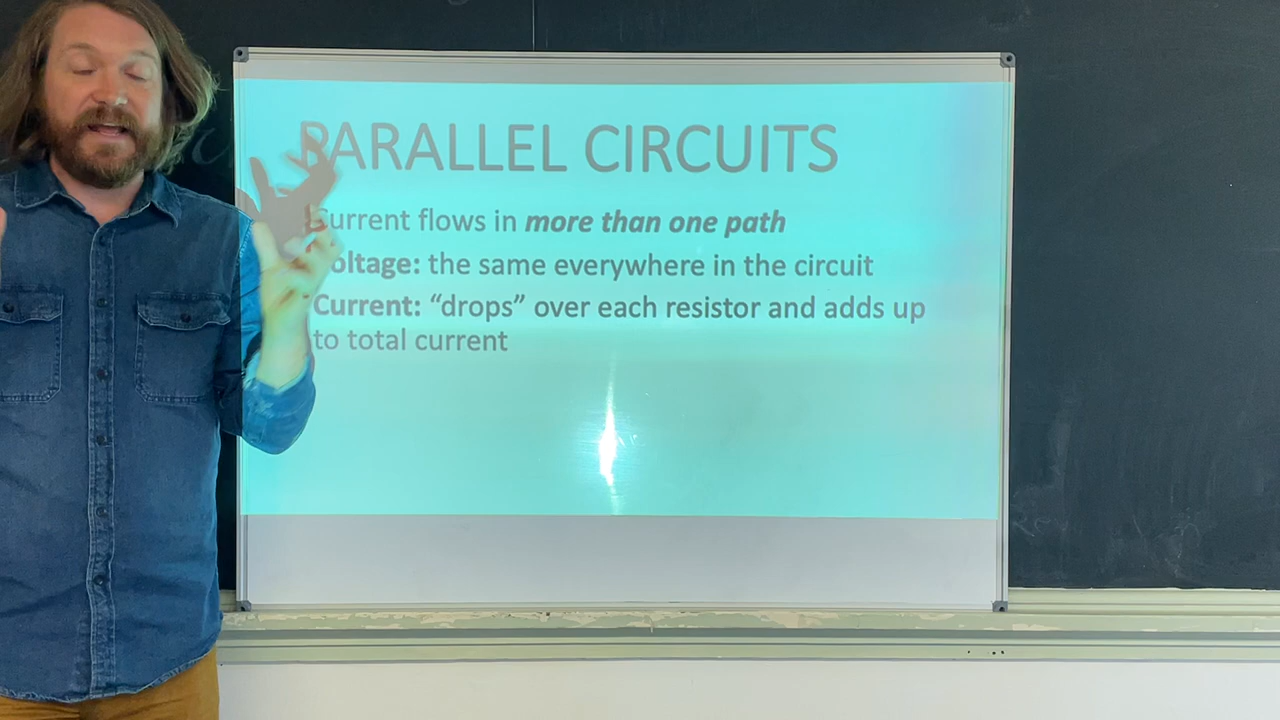 PARALLEL CIRCUITS
Current flows in more than one path
Voltage: the same everywhere in the circuit
Current: “drops” over each resistor and adds up
to total current